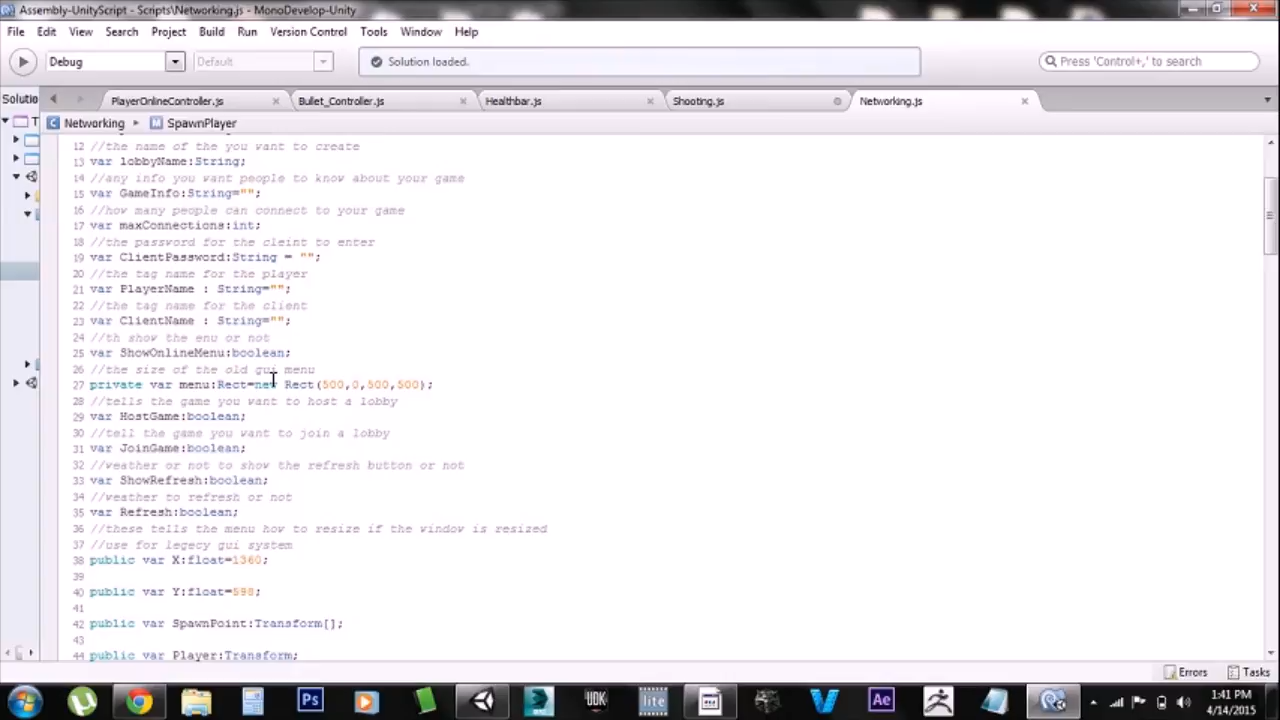 Assembly-UnityScript - Scripts\Networking.js - MonoDevelop-Unity
File Edit View Search Project Build Run Version Control Tools Window Help
Debug Default Solution loaded. Press 'Control+,' to search
Solutio PlayerOnlineController.js Bullet_Controller.js Healthbar.js Shooting.js Networking.js
T Networking SpawnPlayer
12 //the name of the you want to create
13 var lobbyName:String;
14 //any info you want people to know about your game
15 var GameInfo:String="";
16 //how many people can connect to your game
17 var maxConnections:int;
18 //the password for the cleint to enter
19 var ClientPassword:String = "";
20 //the tag name for the player
21 var PlayerName : String="";
22 //the tag name for the client
23 var ClientName : String="";
24 //th show the enu or not
25 var ShowOnlineMenu:boolean;
26 //the size of the old gui menu
27 private var menu:Rect=new Rect(500,0,500,500);
28 //tells the game you want to host a lobby
29 var HostGame:boolean;
30 //tell the game you want to join a lobby
31 var JoinGame:boolean;
32 //weather or not to show the refresh button or not
33 var ShowRefresh:boolean;
34 //weather to refresh or not
35 var Refresh:boolean;
36 //these tells the menu how to resize if the window is resized
37 //use for legacy gui system
38 public var X:float=1360;
39
40 public var Y:float=598;
41
42 public var SpawnPoint:Transform[];
43
44 public var Player:Transform;
Errors Tasks
Ps UDK lite Ae
1:41 PM
4/14/2015